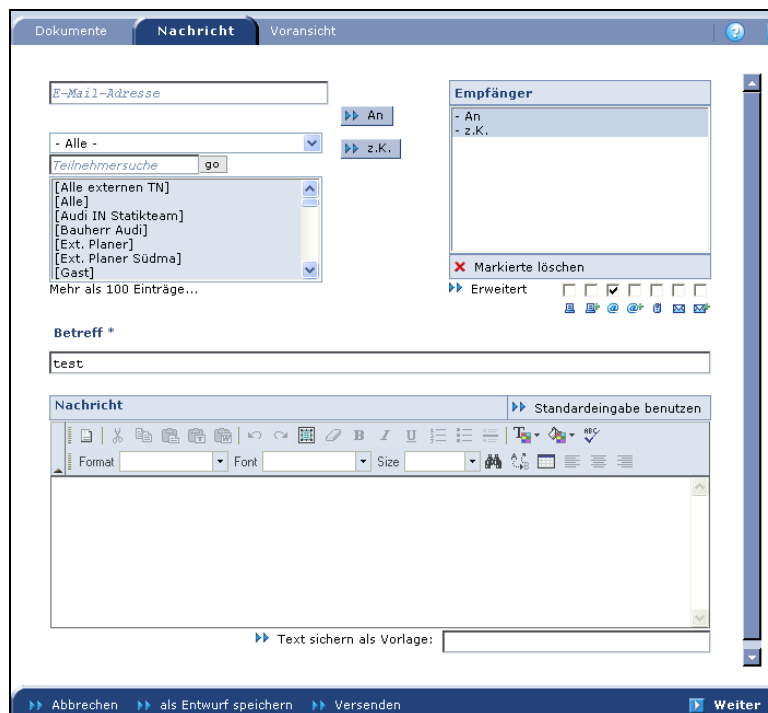 Dokumente Nachricht Voransicht
E-Mail-Adresse
An
- Alle -
z.K.
Teilnehmersuche go
[Alle externen TN]
[Alle]
[Audi IN Statikteam]
[Bauherr Audi]
[Ext. Planer]
[Ext. Planer Südma]
[Gast]
Mehr als 100 Einträge...
Empfänger
- An
- z.K.
Markierte löschen
Erweitert
Betreff *
test
Nachricht Standardeingabe benutzen
B I U ABC
Format Font Size
Text sichern als Vorlage:
Abbrechen als Entwurf speichern Versenden Weiter